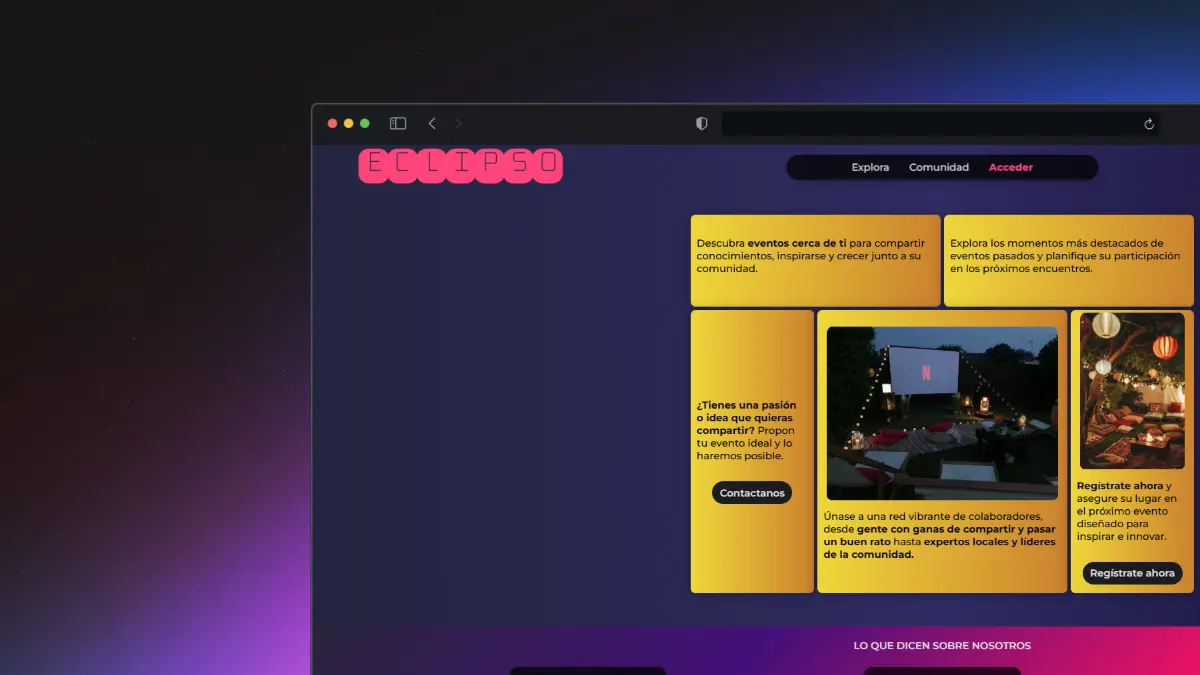 ECLIPSO
Explora Comunidad Acceder
Descubra eventos cerca de ti para compartir
conocimientos, inspirarse y crecer junto a su
comunidad.
Explora los momentos más destacados de
eventos pasados y planifique su participación
en los próximos encuentros.
¿Tienes una pasión
o idea que quieras
compartir? Propon
tu evento ideal y lo
haremos posible.
Contactanos
N
Únase a una red vibrante de colaboradores,
desde gente con ganas de compartir y pasar
un buen rato hasta expertos locales y líderes
de la comunidad.
Regístrate ahora y
asegure su lugar en
el próximo evento
diseñado para
inspirar e innovar.
Regístrate ahora
LO QUE DICEN SOBRE NOSOTROS